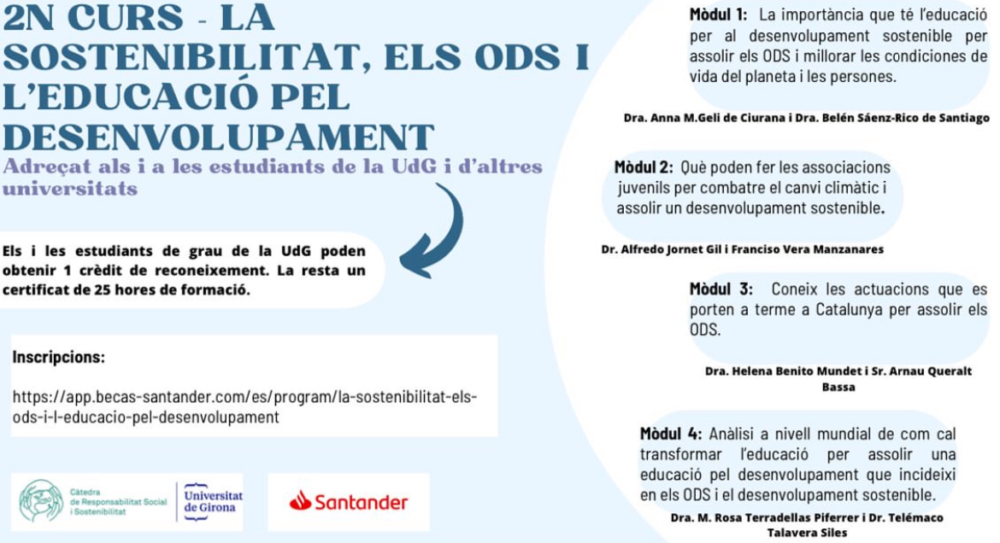 2N CURS - LA
SOSTENIBILITAT, ELS ODS I
L'EDUCACIÓ PEL
DESENVOLUPAMENT
Adreçat als i a les estudiants de la UdG i d'altres
universitats
Els i les estudiants de grau de la UdG poden
obtenir 1 crèdit de reconeixement. La resta un
certificat de 25 hores de formació.
Inscripcions:
https://app.becas-santander.com/es/program/la-sostenibilitat-els-
ods-i-l-educacio-pel-desenvolupament
Càtedra
de Responsabilitat Social
i Sostenibilitat
Universitat
de Girona
Santander
Mòdul 1: La importància que té l'educació
per al desenvolupament sostenible per
assolir els ODS i millorar les condiciones de
vida del planeta i les persones.
Dra. Anna M.Geli de Ciurana i Dra. Belén Sáenz-Rico de Santiago
Mòdul 2: Què poden fer les associacions
juvenils per combatre el canvi climàtic i
assolir un desenvolupament sostenible.
Dr. Alfredo Jornet Gil i Franciso Vera Manzanares
Mòdul 3: Coneix les actuacions que es
porten a terme a Catalunya per assolir els
ODS.
Dra. Helena Benito Mundet i Sr. Arnau Queralt
Bassa
Mòdul 4: Anàlisi a nivell mundial de com cal
transformar l'educació per assolir una
educació pel desenvolupament que incideixi
en els ODS i el desenvolupament sostenible.
Dra. M. Rosa Terradellas Piferrer i Dr. Telémaco
Talavera Siles